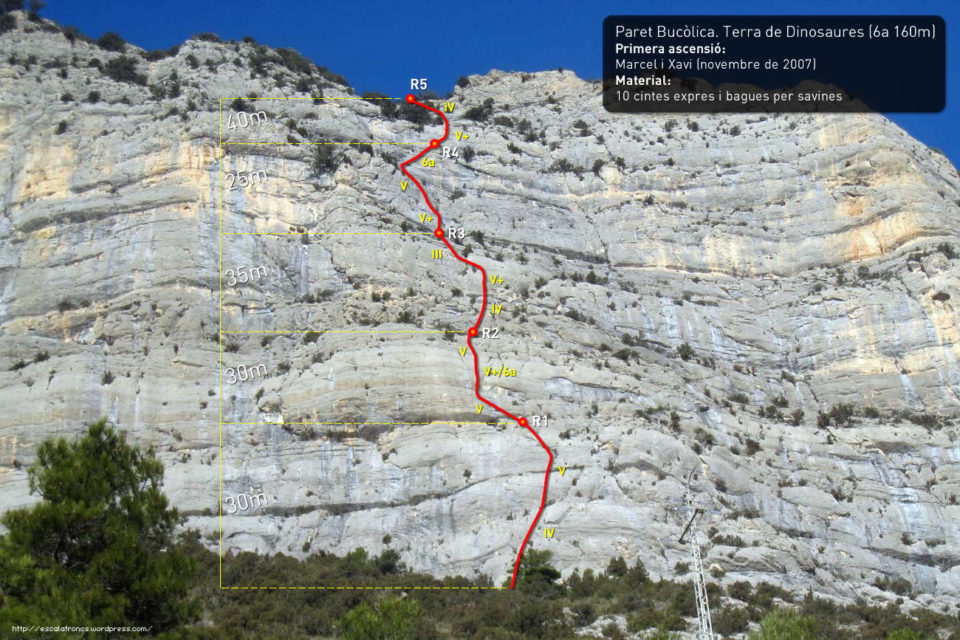 Paret Bucòlica. Terra de Dinosaures (6a 160m)
Primera ascensió:
Marcel i Xavi (novembre de 2007)
Material:
10 cintes expres i bagues per savines
R5
IV
40m
V+
R4
6a
25m
V
V+
R3
III
35m
V+
IV
R2
V
30m
V+/6a
V
R1
V
30m
IV
http://escalatroncs.wordpress.com/